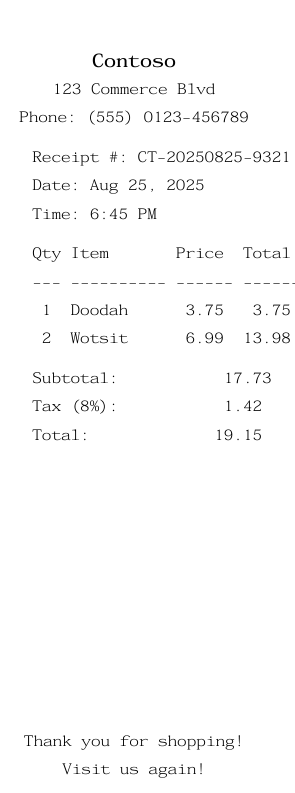 Contoso
123 Commerce Blvd
Phone: (555) 0123-456789
Receipt #: CT-20250825-9321
Date: Aug 25, 2025
Time: 6:45 PM
Qty Item Price Total
--- ---------- ------ ------
1 Doodah 3.75 3.75
2 Wotsit 6.99 13.98
Subtotal: 17.73
Tax (8%): 1.42
Total: 19.15
Thank you for shopping!
Visit us again!